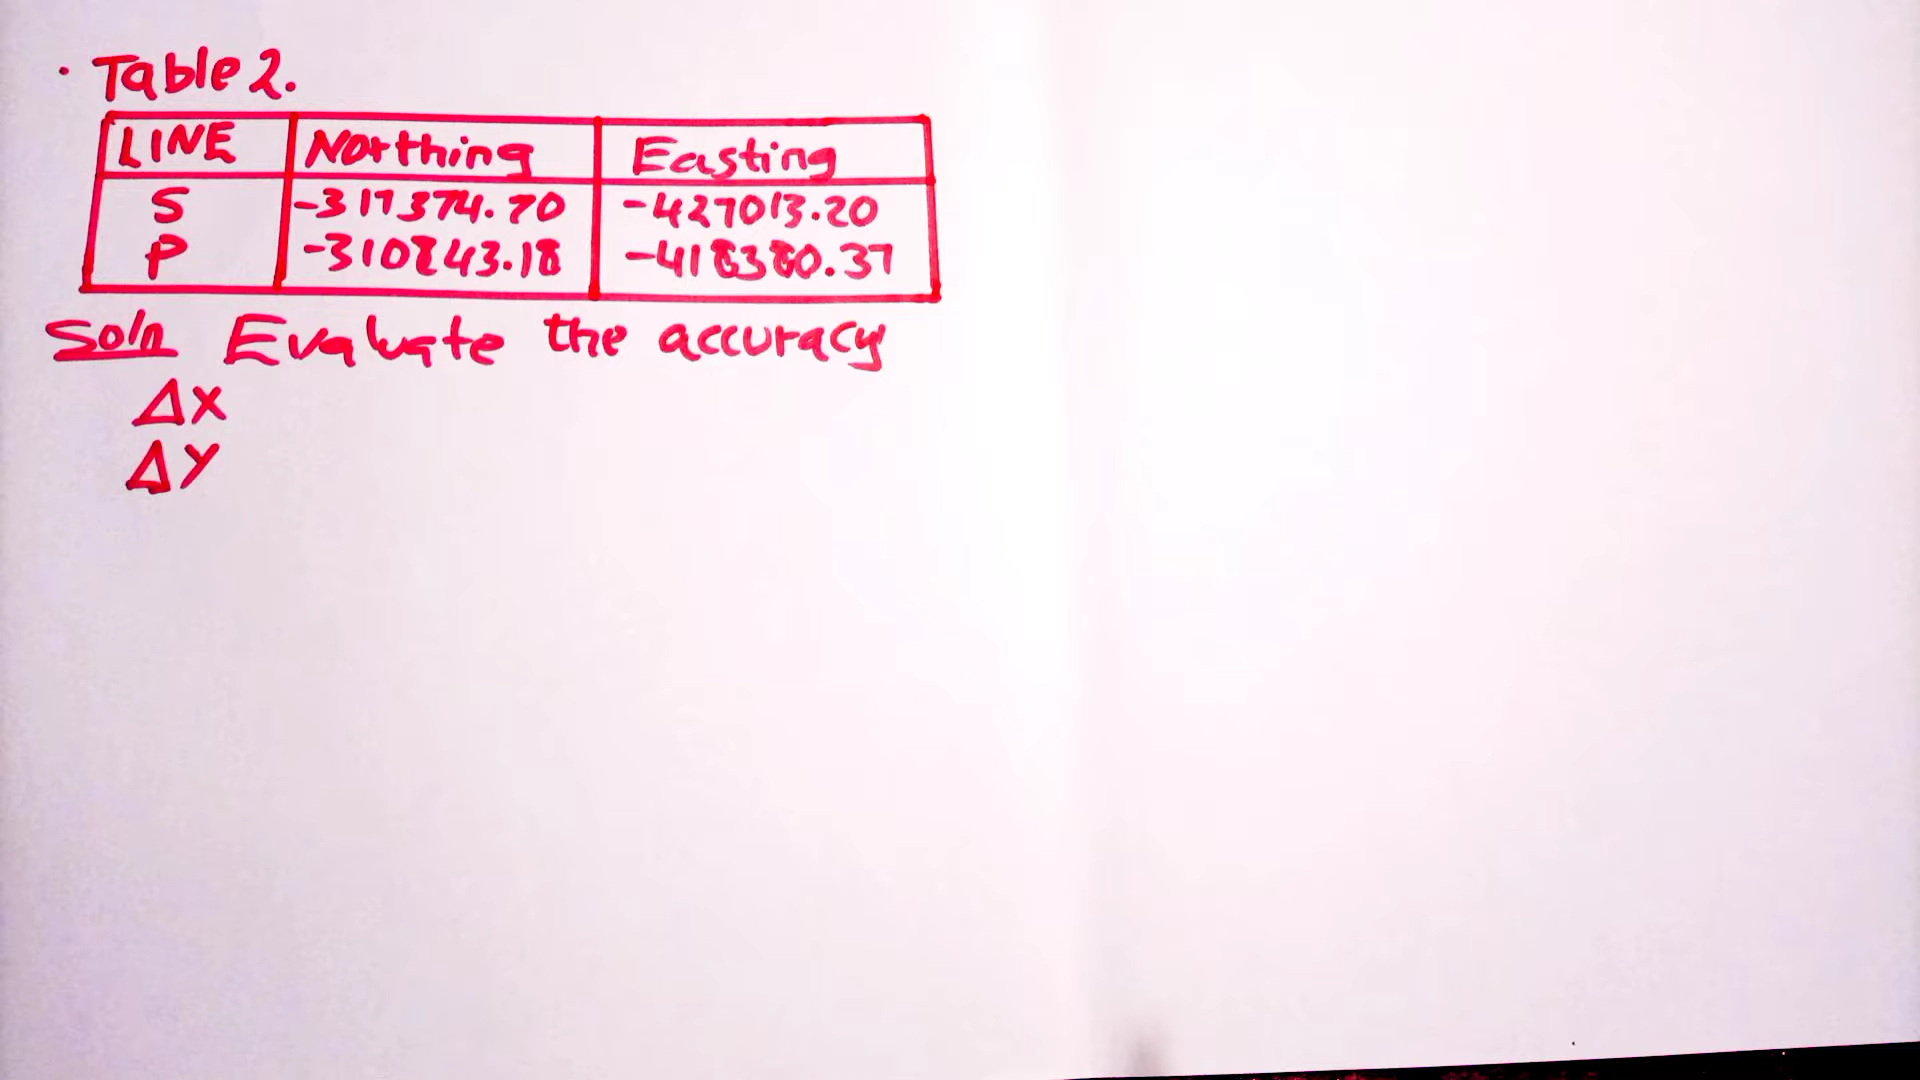 · Table 2.
LINE Northing Easting
S -317374.70 -427013.20
P -310843.18 -418380.37
Soln Evaluate the accuracy
Δx
Δy